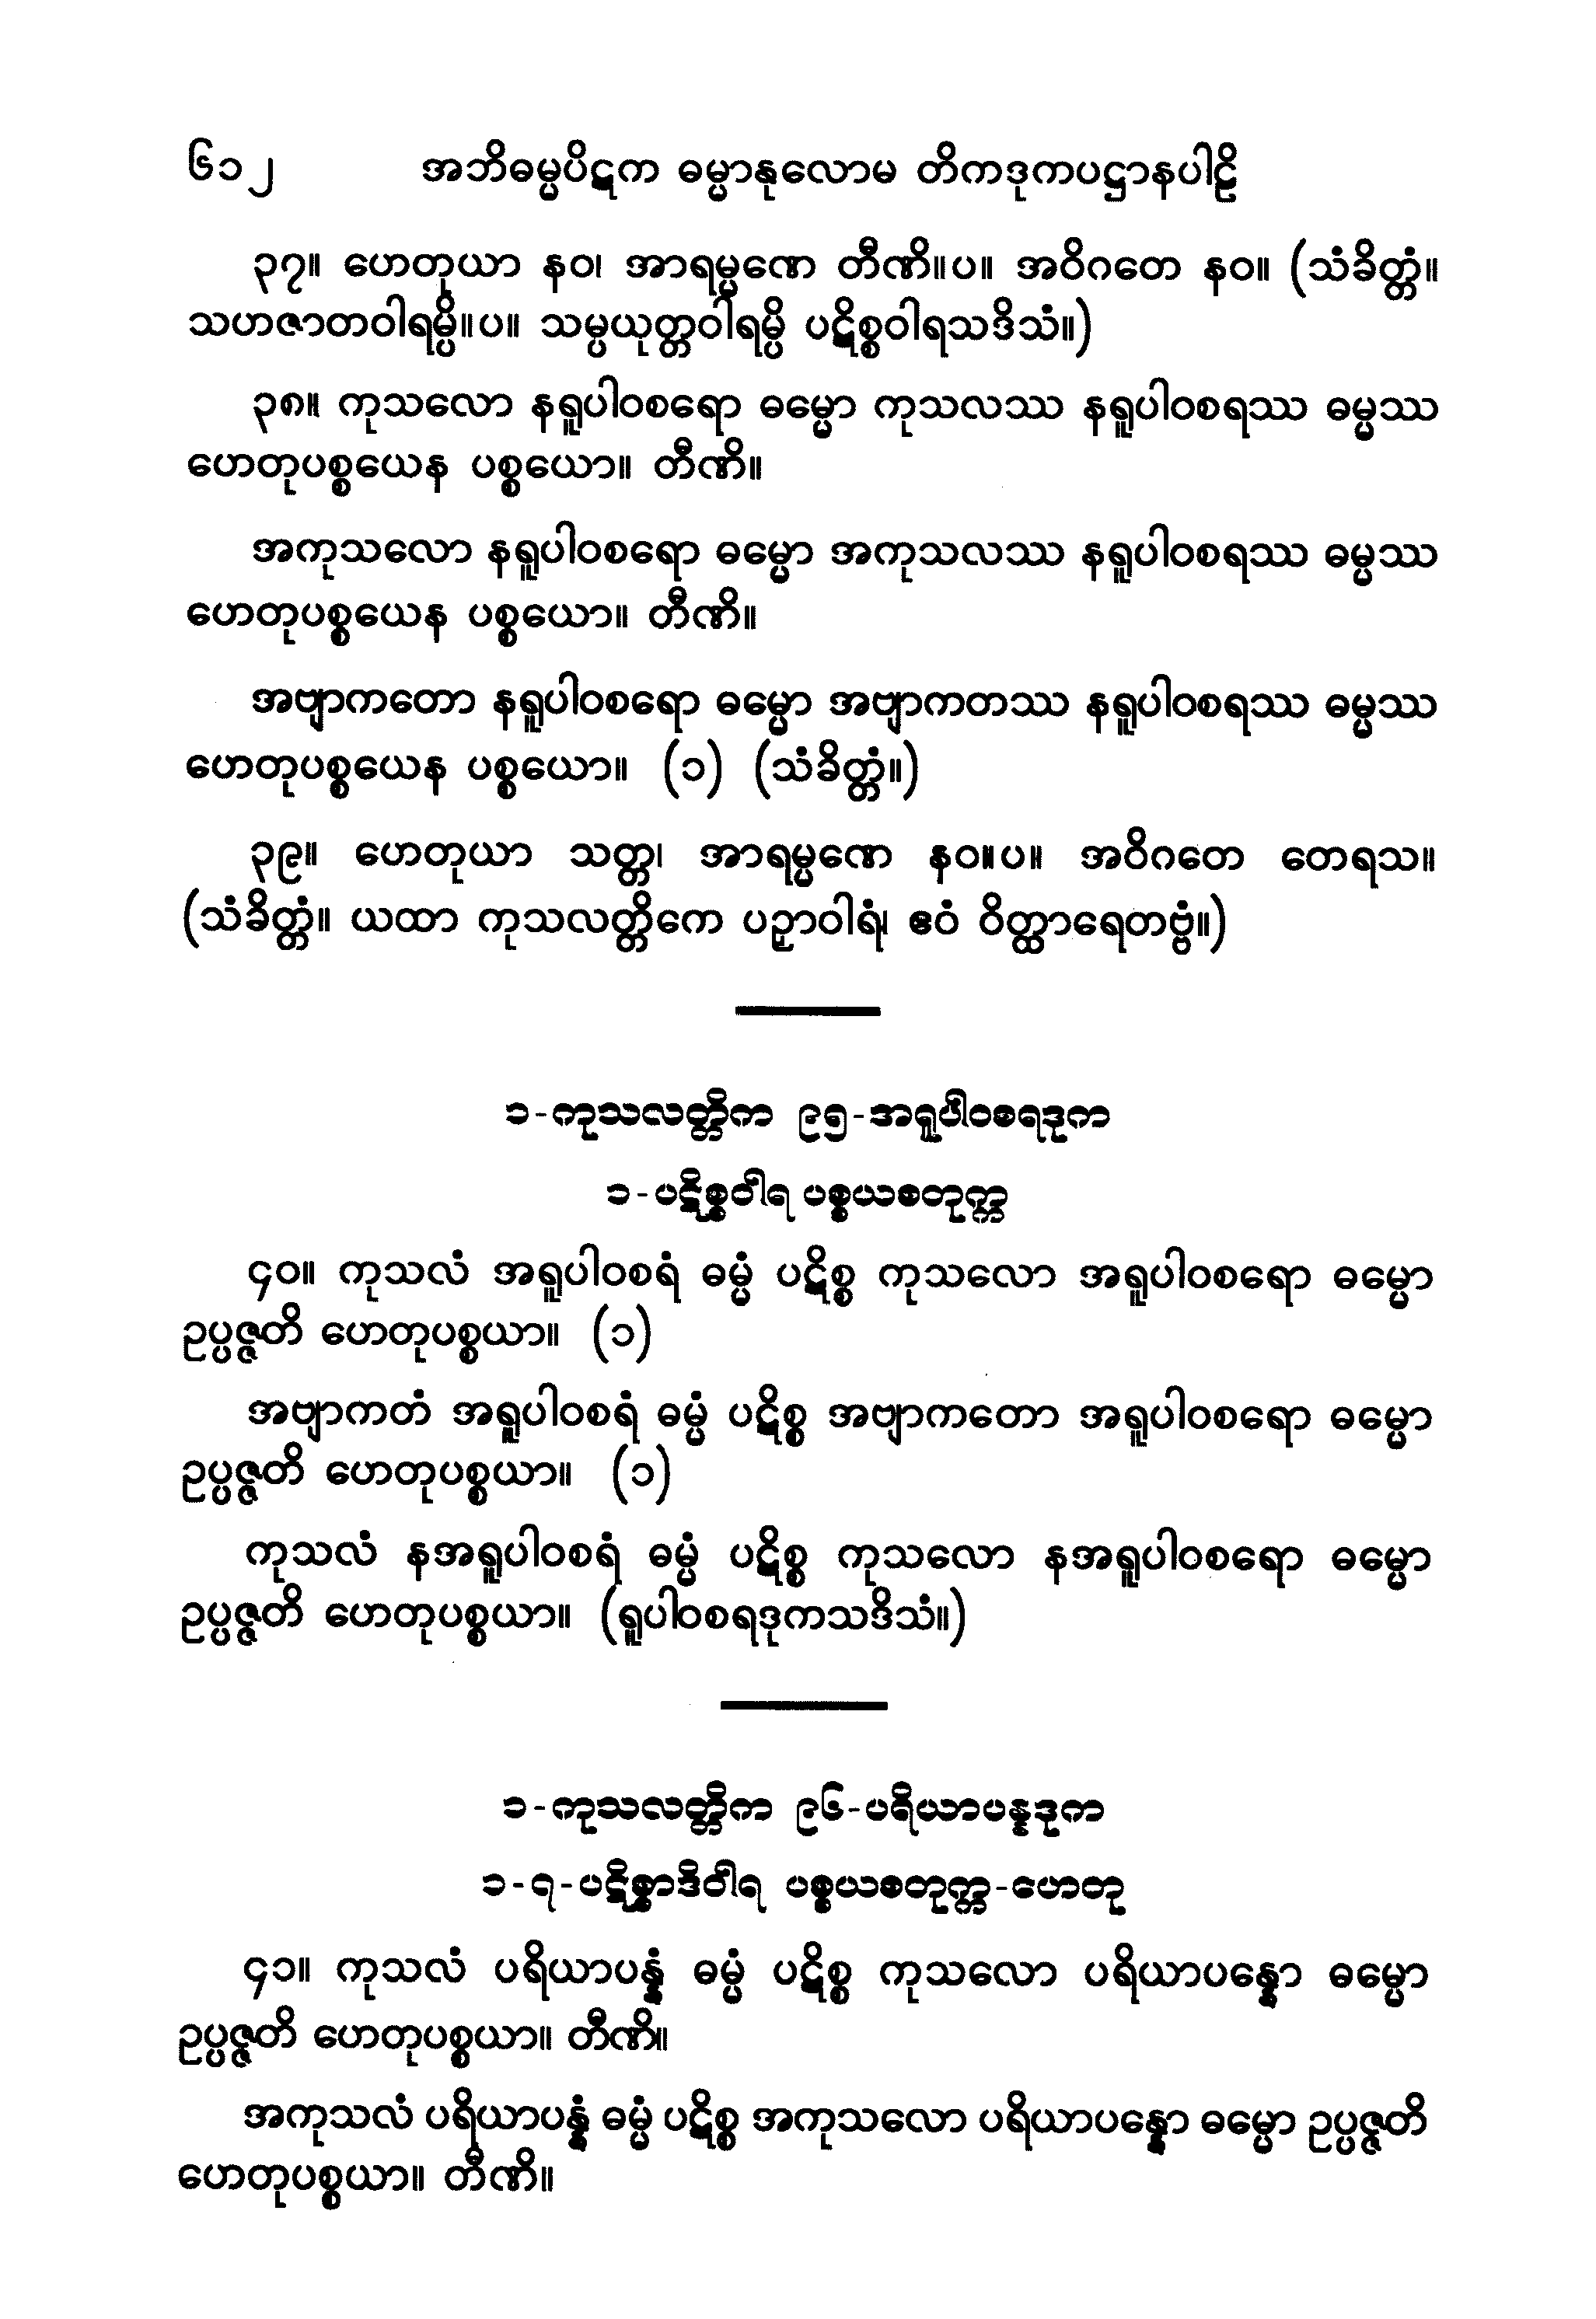 ၆၁၂ အဘိဓမ္မပိဋက ဓမ္မာနုလောမ တိကဒုကပဋ္ဌာနပါဠိ
၃၇။ ဟေတုယာ နဝ၊ အာရမ္မဏေ တီဏိ။ပ။ အဝိဂတေ နဝ။ (သံခိတ္တံ။
သဟဇာတဝါရမ္ပိ။ပ။ သမ္ပယုတ္တဝါရမ္ပိ ပဋိစ္စဝါရသဒိသံ။)
၃၈။ ကုသလော နရူပါဝစရော ဓမ္မော ကုသလဿ နရူပါဝစရဿ ဓမ္မဿ
ဟေတုပစ္စယေန ပစ္စယော။ တီဏိ။
အကုသလော နရူပါဝစရော ဓမ္မော အကုသလဿ နရူပါဝစရဿ ဓမ္မဿ
ဟေတုပစ္စယေန ပစ္စယော။ တီဏိ။
အဗျာကတော နရူပါဝစရော ဓမ္မော အဗျာကတဿ နရူပါဝစရဿ ဓမ္မဿ
ဟေတုပစ္စယေန ပစ္စယော။ (၁) (သံခိတ္တံ။)
၃၉။ ဟေတုယာ သတ္တ၊ အာရမ္မဏေ နဝ။ပ။ အဝိဂတေ တေရသ။
(သံခိတ္တံ။ ယထာ ကုသလတ္တိကေ ပဉှာဝါရံ၊ ဧဝံ ဝိတ္ထာရေတဗ္ဗံ။)
၁-ကုသလတ္တိက ၉၅-အရူပါဝစရဒုက
၁-ပဋိစ္စဝါရ ပစ္စယစတုက္က
၄၀။ ကုသလံ အရူပါဝစရံ ဓမ္မံ ပဋိစ္စ ကုသလော အရူပါဝစရော ဓမ္မော
ဥပ္ပဇ္ဇတိ ဟေတုပစ္စယာ။ (၁)
အဗျာကတံ အရူပါဝစရံ ဓမ္မံ ပဋိစ္စ အဗျာကတော အရူပါဝစရော ဓမ္မော
ဥပ္ပဇ္ဇတိ ဟေတုပစ္စယာ။ (၁)
ကုသလံ နအရူပါဝစရံ ဓမ္မံ ပဋိစ္စ ကုသလော နအရူပါဝစရော ဓမ္မော
ဥပ္ပဇ္ဇတိ ဟေတုပစ္စယာ။ (ရူပါဝစရဒုကသဒိသံ။)
၁-ကုသလတ္တိက ၉၆-ပရိယာပန္နဒုက
၁-၇-ပဋိစ္စာဒိဝါရ ပစ္စယစတုက္က-ဟေတု
၄၁။ ကုသလံ ပရိယာပန္နံ ဓမ္မံ ပဋိစ္စ ကုသလော ပရိယာပန္နော ဓမ္မော
ဥပ္ပဇ္ဇတိ ဟေတုပစ္စယာ။ တီဏိ။
အကုသလံ ပရိယာပန္နံ ဓမ္မံ ပဋိစ္စ အကုသလော ပရိယာပန္နော ဓမ္မော ဥပ္ပဇ္ဇတိ
ဟေတုပစ္စယာ။ တီဏိ။